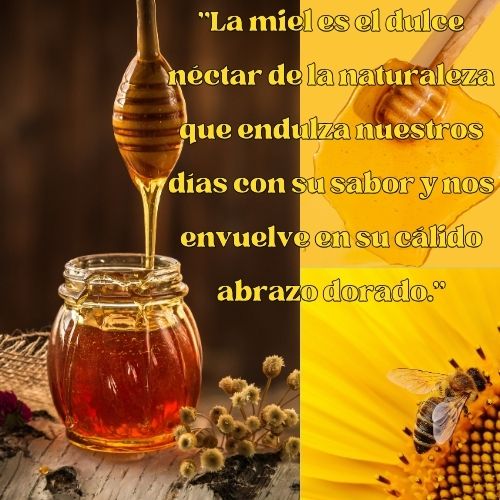 "La miel es el dulce
néctar de la naturaleza
que endulza nuestros
días con su sabor y nos
envuelve en su cálido
abrazo dorado."